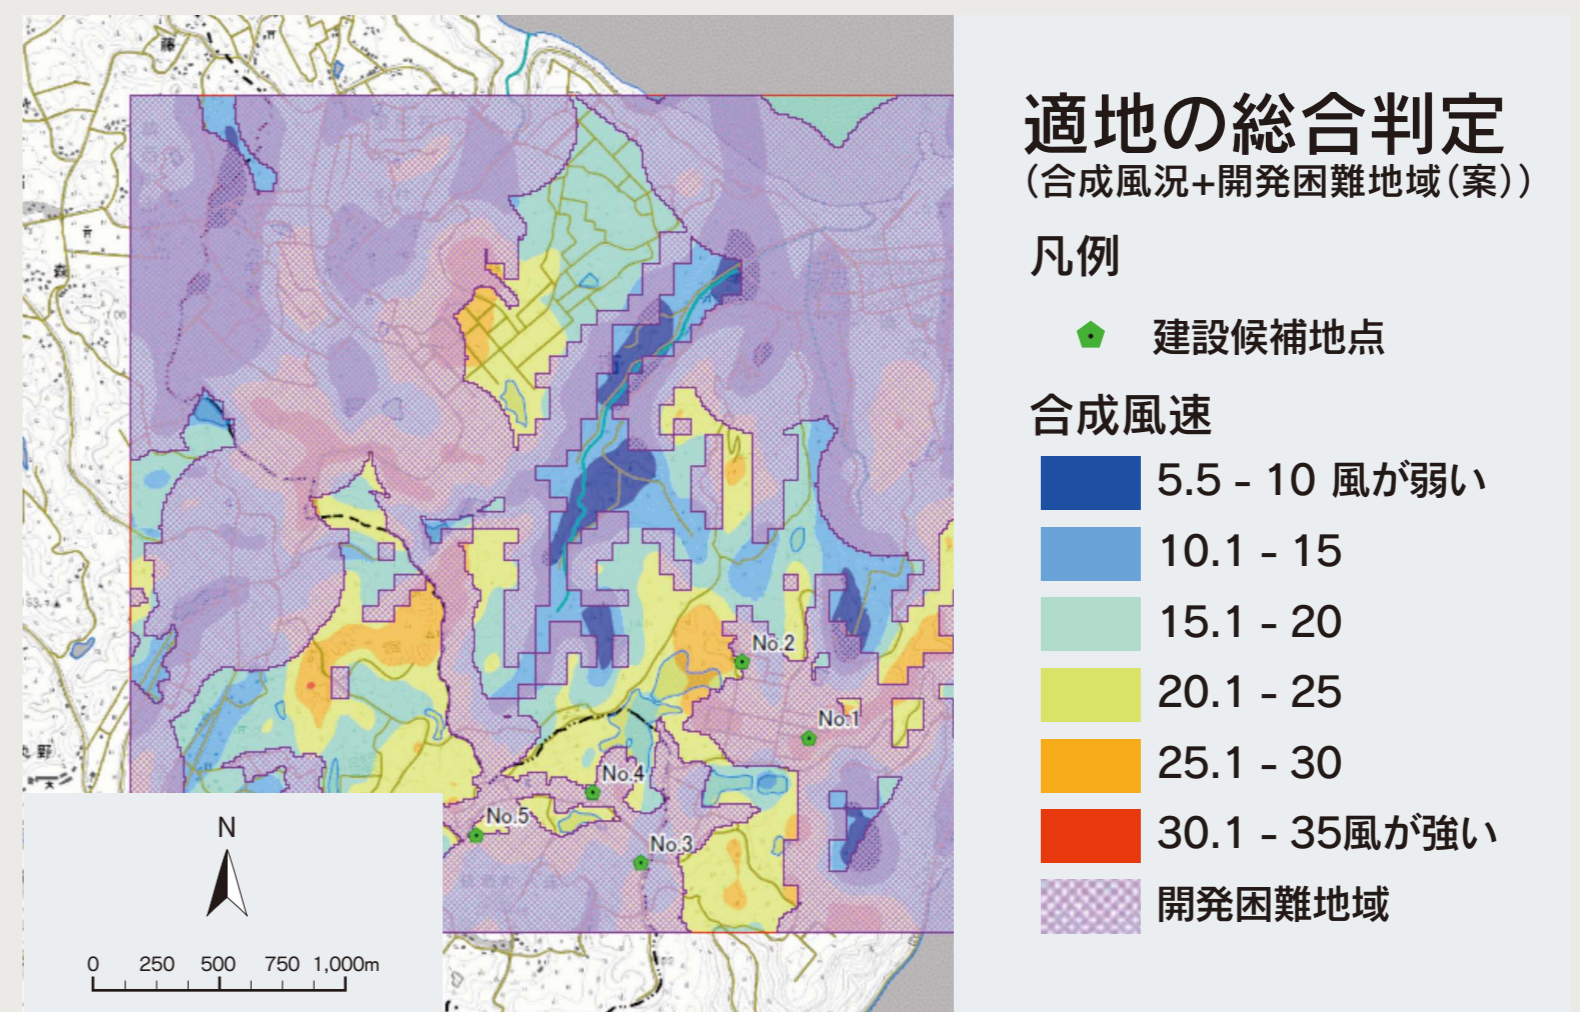 藤
森
野
No.2
No.1
No.4
No.5
No.3
N
0 250 500 750 1,000m
適地の総合判定
(合成風況+開発困難地域(案))
凡例
建設候補地点
合成風速
5.5 - 10 風が弱い
10.1 - 15
15.1 - 20
20.1 - 25
25.1 - 30
30.1 - 35風が強い
開発困難地域